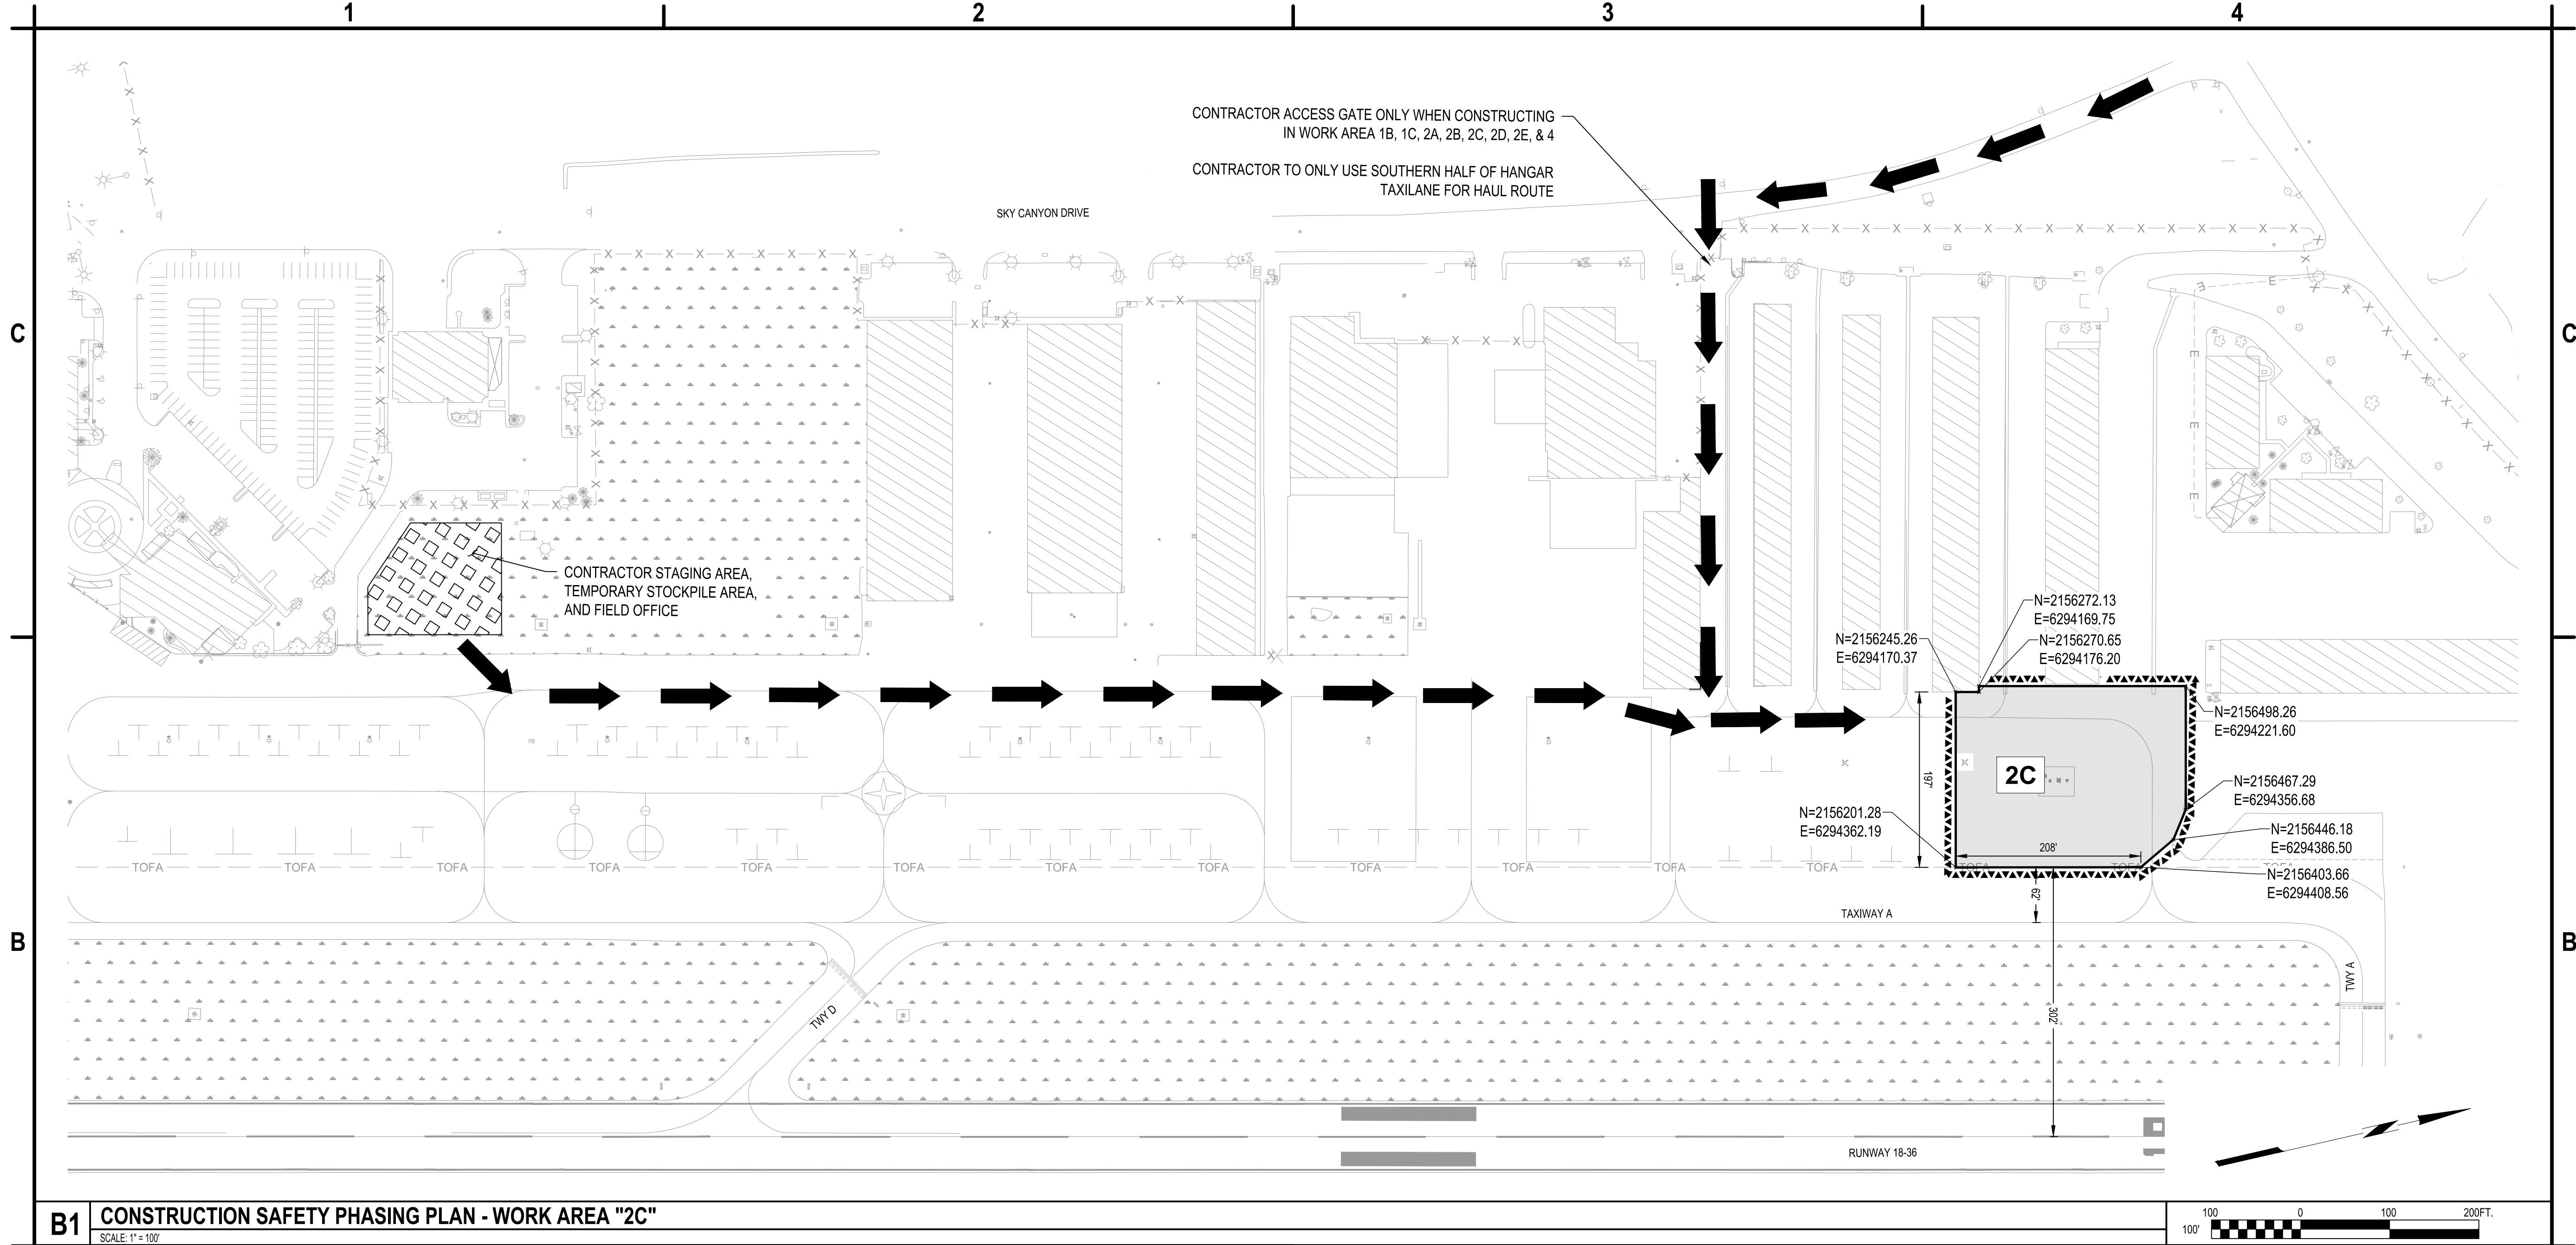 1 2 3 4
CONTRACTOR ACCESS GATE ONLY WHEN CONSTRUCTING
IN WORK AREA 1B, 1C, 2A, 2B, 2C, 2D, 2E, & 4
CONTRACTOR TO ONLY USE SOUTHERN HALF OF HANGAR
TAXILANE FOR HAUL ROUTE
SKY CANYON DRIVE
C C
CONTRACTOR STAGING AREA,
TEMPORARY STOCKPILE AREA,
AND FIELD OFFICE
N=2156272.13
E=6294169.75
N=2156245.26
E=6294170.37
N=2156270.65
E=6294176.20
N=2156498.26
E=6294221.60
197'
2C
N=2156467.29
E=6294356.68
N=2156201.28
E=6294362.19
N=2156446.18
E=6294386.50
208'
TOFA TOFA TOFA TOFA TOFA TOFA TOFA TOFA TOFA TOFA TOFA TOFA TOFA TOFA TOFA
N=2156403.66
E=6294408.56
62'
TAXIWAY A
B B
TWY A
TWY D
302'
RUNWAY 18-36
B1 CONSTRUCTION SAFETY PHASING PLAN - WORK AREA "2C"
SCALE: 1" = 100'
100 0 100 200FT.
100'